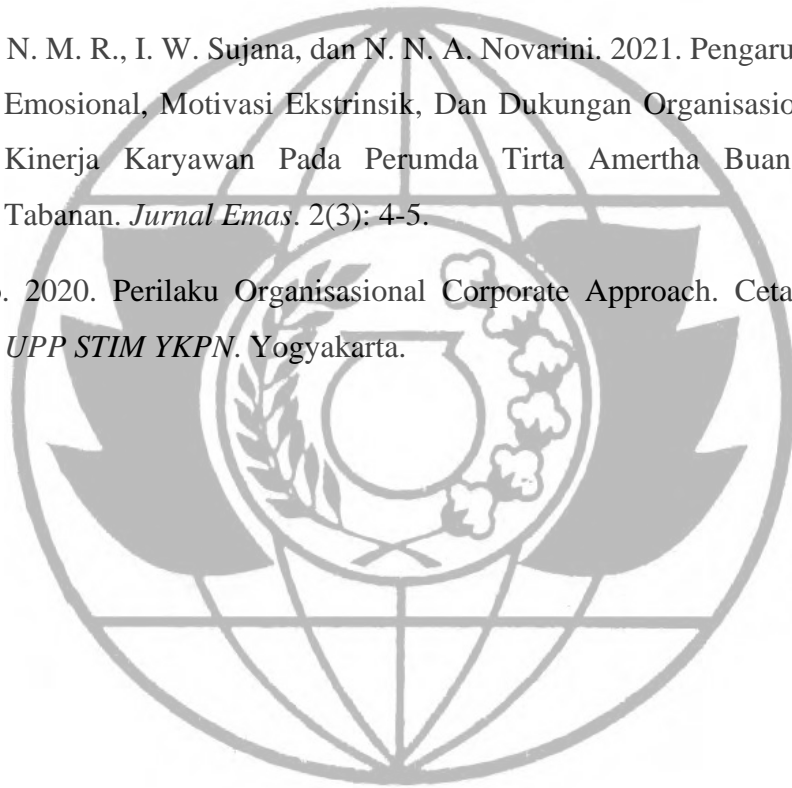 N. M. R., I. W. Sujana, dan N. N. A. Novarini. 2021. Pengaru
Emosional, Motivasi Ekstrinsik, Dan Dukungan Organisasio
Kinerja Karyawan Pada Perumda Tirta Amertha Buan
Tabanan. Jurnal Emas. 2(3): 4-5.
. 2020. Perilaku Organisasional Corporate Approach. Ceta
UPP STIM YKPN. Yogyakarta.